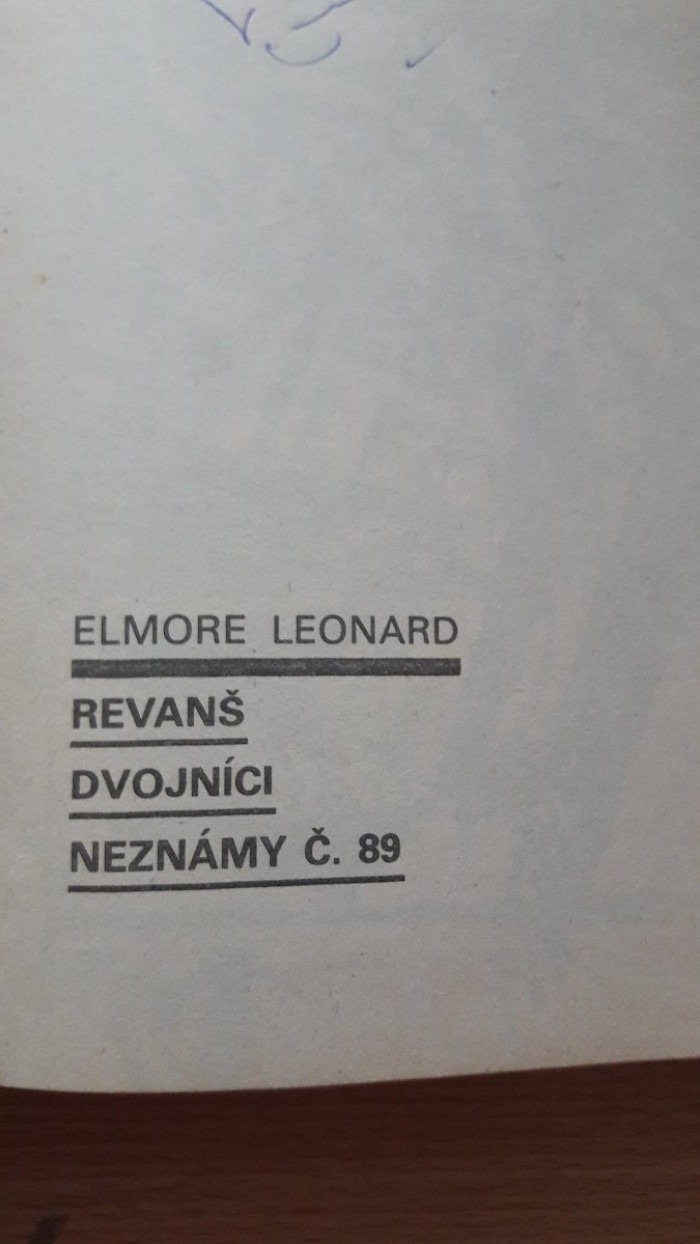 ELMORE LEONARD
REVANŠ
DVOJNÍCI
NEZNÁMY Č. 89